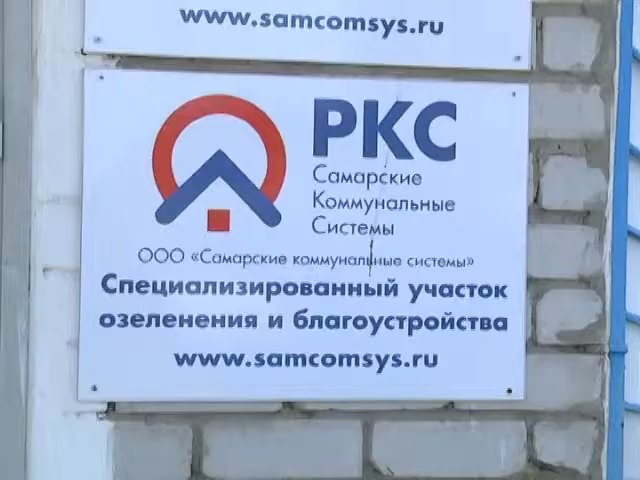 www.samcomsys.ru
РКС
Самарские
Коммунальные
Системы
ООО «Самарские коммунальные системы»
Специализированный участок
озеленения и благоустройства
www.samcomsys.ru